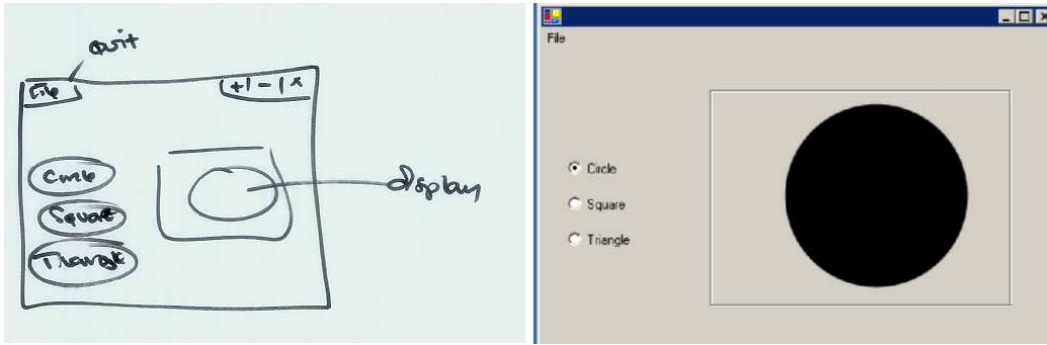 quit
File
+ | - | x
Circle
Square
Triangle
display
File
Circle
Square
Triangle